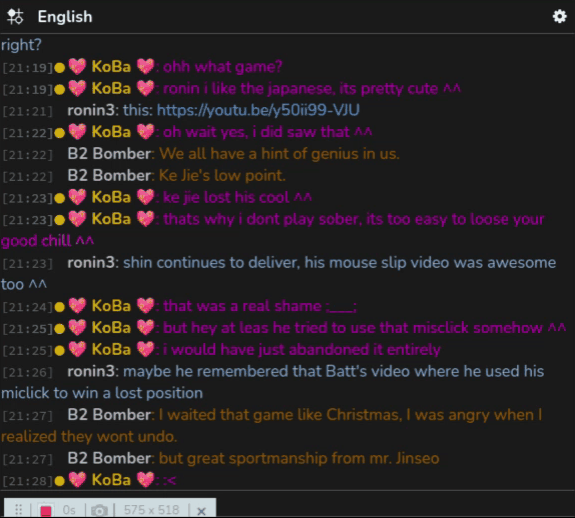 English
right?
[21:19] 💖 KoBa 💖: ohh what game?
[21:19] 💖 KoBa 💖: ronin i like the japanese, its pretty cute ^^
[21:21] ronin3: this: https://youtu.be/y50ii99-VJU
[21:22] 💖 KoBa 💖: oh wait yes, i did saw that ^^
[21:22] B2 Bomber: We all have a hint of genius in us.
[21:22] B2 Bomber: Ke Jie's low point.
[21:23] 💖 KoBa 💖: ke jie lost his cool ^^
[21:23] 💖 KoBa 💖: thats why i dont play sober, its too easy to loose your
good chill ^^
[21:23] ronin3: shin continues to deliver, his mouse slip video was awesome
too ^^
[21:24] 💖 KoBa 💖: that was a real shame ;___;
[21:25] 💖 KoBa 💖: but hey at leas he tried to use that misclick somehow ^^
[21:25] 💖 KoBa 💖: i would have just abandoned it entirely
[21:26] ronin3: maybe he remembered that Batt's video where he used his
miclick to win a lost position
[21:27] B2 Bomber: I waited that game like Christmas, I was angry when I
realized they wont undo.
[21:27] B2 Bomber: but great sportmanship from mr. Jinseo
[21:28] 💖 KoBa 💖: :<
0s 575 x 518